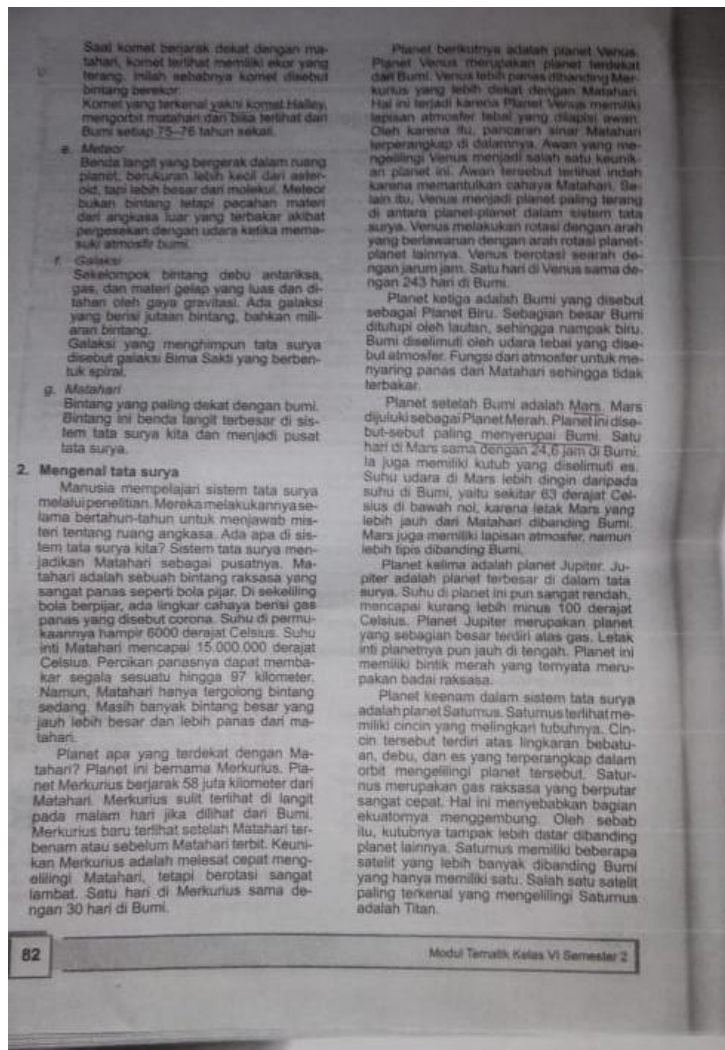 Saat komet berjarak dekat dengan ma-
tahari, komet terlihat memiliki ekor yang
terang. Inilah sebabnya komet disebut
bintang berekor.
Komet yang terkenal yakni komet Halley,
mengorbit matahari dan bisa terlihat dari
Bumi setiap 75–76 tahun sekali.
e. Meteor
Benda langit yang bergerak dalam ruang
planet, berukuran lebih kecil dari aster-
oid, tapi lebih besar dari molekul. Meteor
bukan bintang tetapi pecahan materi
dari angkasa luar yang terbakar akibat
pergesekan dengan udara ketika mema-
suki atmosfir bumi.
f. Galaksi
Sekelompok bintang debu antariksa,
gas, dan materi gelap yang luas dan di-
tahan oleh gaya gravitasi. Ada galaksi
yang berisi jutaan bintang, bahkan mili-
aran bintang.
Galaksi yang menghimpun tata surya
disebut galaksi Bima Sakti yang berben-
tuk spiral.
g. Matahari
Bintang yang paling dekat dengan bumi.
Bintang ini benda langit terbesar di sis-
tem tata surya kita dan menjadi pusat
tata surya.
2. Mengenal tata surya
Manusia mempelajari sistem tata surya
melalui penelitian. Mereka melakukannya se-
lama bertahun-tahun untuk menjawab mis-
teri tentang ruang angkasa. Ada apa di sis-
tem tata surya kita? Sistem tata surya men-
jadikan Matahari sebagai pusatnya. Ma-
tahari adalah sebuah bintang raksasa yang
sangat panas seperti bola pijar. Di sekeliling
bola berpijar, ada lingkar cahaya berisi gas
panas yang disebut corona. Suhu di permu-
kaannya hampir 6000 derajat Celsius. Suhu
inti Matahari mencapai 15.000.000 derajat
Celsius. Percikan panasnya dapat memba-
kar segala sesuatu hingga 97 kilometer.
Namun, Matahari hanya tergolong bintang
sedang. Masih banyak bintang besar yang
jauh lebih besar dan lebih panas dari ma-
tahari.
Planet apa yang terdekat dengan Ma-
tahari? Planet ini bernama Merkurius. Pla-
net Merkurius berjarak 58 juta kilometer dari
Matahari. Merkurius sulit terlihat di langit
pada malam hari jika dilihat dari Bumi.
Merkurius baru terlihat setelah Matahari ter-
benam atau sebelum Matahari terbit. Keuni-
kan Merkurius adalah melesat cepat meng-
elilingi Matahari, tetapi berotasi sangat
lambat. Satu hari di Merkurius sama de-
ngan 30 hari di Bumi.
Planet berikutnya adalah planet Venus.
Planet Venus merupakan planet terdekat
dari Bumi. Venus lebih panas dibanding Mer-
kurius yang lebih dekat dengan Matahari.
Hal ini terjadi karena Planet Venus memiliki
lapisan atmosfer tebal yang dilapisi awan.
Oleh karena itu, pancaran sinar Matahari
terperangkap di dalamnya. Awan yang me-
ngelilingi Venus menjadi salah satu keunik-
an planet ini. Awan tersebut terlihat indah
karena memantulkan cahaya Matahari. Se-
lain itu, Venus menjadi planet paling terang
di antara planet-planet dalam sistem tata
surya. Venus melakukan rotasi dengan arah
yang berlawanan dengan arah rotasi planet-
planet lainnya. Venus berotasi searah de-
ngan jarum jam. Satu hari di Venus sama de-
ngan 243 hari di Bumi.
Planet ketiga adalah Bumi yang disebut
sebagai Planet Biru. Sebagian besar Bumi
ditutupi oleh lautan, sehingga nampak biru.
Bumi diselimuti oleh udara tebal yang dise-
but atmosfer. Fungsi dari atmosfer untuk me-
nyaring panas dari Matahari sehingga tidak
terbakar.
Planet setelah Bumi adalah Mars. Mars
dijuluki sebagai Planet Merah. Planet ini dise-
but-sebut paling menyerupai Bumi. Satu
hari di Mars sama dengan 24,6 jam di Bumi.
Ia juga memiliki kutub yang diselimuti es.
Suhu udara di Mars lebih dingin daripada
suhu di Bumi, yaitu sekitar 63 derajat Cel-
sius di bawah nol, karena letak Mars yang
lebih jauh dari Matahari dibanding Bumi.
Mars juga memiliki lapisan atmosfer, namun
lebih tipis dibanding Bumi.
Planet kelima adalah planet Jupiter. Ju-
piter adalah planet terbesar di dalam tata
surya. Suhu di planet ini pun sangat rendah,
mencapai kurang lebih minus 100 derajat
Celsius. Planet Jupiter merupakan planet
yang sebagian besar terdiri atas gas. Letak
inti planetnya pun jauh di tengah. Planet ini
memiliki bintik merah yang ternyata meru-
pakan badai raksasa.
Planet keenam dalam sistem tata surya
adalah planet Saturnus. Saturnus terlihat me-
miliki cincin yang melingkari tubuhnya. Cin-
cin tersebut terdiri atas lingkaran bebatu-
an, debu, dan es yang terperangkap dalam
orbit mengelilingi planet tersebut. Satur-
nus merupakan gas raksasa yang berputar
sangat cepat. Hal ini menyebabkan bagian
ekuatornya menggembung. Oleh sebab
itu, kutubnya tampak lebih datar dibanding
planet lainnya. Saturnus memiliki beberapa
satelit yang lebih banyak dibanding Bumi
yang hanya memiliki satu. Salah satu satelit
paling terkenal yang mengelilingi Saturnus
adalah Titan.
82
Modul Tematik Kelas VI Semester 2